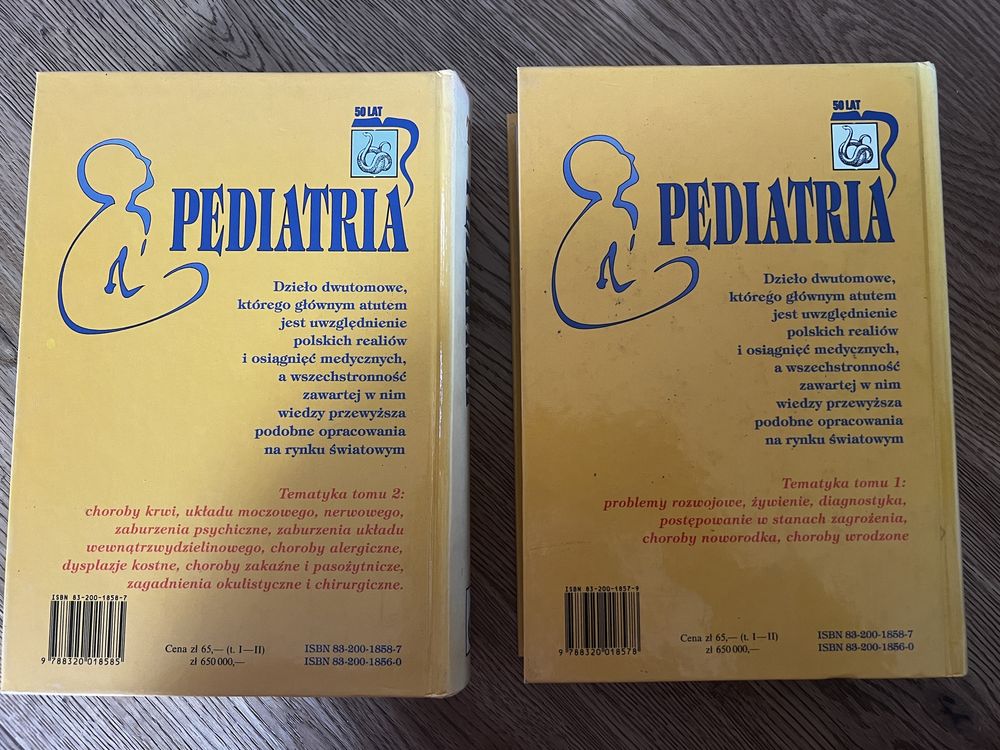 50 LAT
PEDIATRIA
Dzieło dwutomowe,
którego głównym atutem
jest uwzględnienie
polskich realiów
i osiągnięć medycznych,
a wszechstronność
zawartej w nim
wiedzy przewyższa
podobne opracowania
na rynku światowym
Tematyka tomu 2:
choroby krwi, układu moczowego, nerwowego,
zaburzenia psychiczne, zaburzenia układu
wewnątrzwydzielinowego, choroby alergiczne,
dysplazje kostne, choroby zakaźne i pasożytnicze,
zagadnienia okulistyczne i chirurgiczne.
ISBN 83-200-1858-7
9 788320 018585
Cena zł 65,— (t. I—II)
zł 650 000,—
ISBN 83-200-1858-7
ISBN 83-200-1856-0
50 LAT
PEDIATRIA
Dzieło dwutomowe,
którego głównym atutem
jest uwzględnienie
polskich realiów
i osiągnięć medycznych,
a wszechstronność
zawartej w nim
wiedzy przewyższa
podobne opracowania
na rynku światowym
Tematyka tomu 1:
problemy rozwojowe, żywienie, diagnostyka,
postępowanie w stanach zagrożenia,
choroby noworodka, choroby wrodzone
ISBN 83-200-1857-9
9 788320 018578
Cena zł 65,— (t. I—II)
zł 650 000,—
ISBN 83-200-1858-7
ISBN 83-200-1856-0